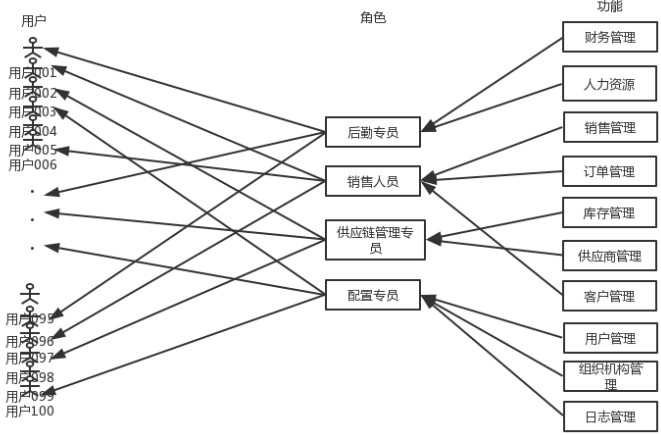 用户
角色
功能
用户001
用户002
用户003
用户004
用户005
用户006
用户095
用户096
用户097
用户098
用户099
用户100
后勤专员
销售人员
供应链管理专
员
配置专员
财务管理
人力资源
销售管理
订单管理
库存管理
供应商管理
客户管理
用户管理
组织机构管
理
日志管理